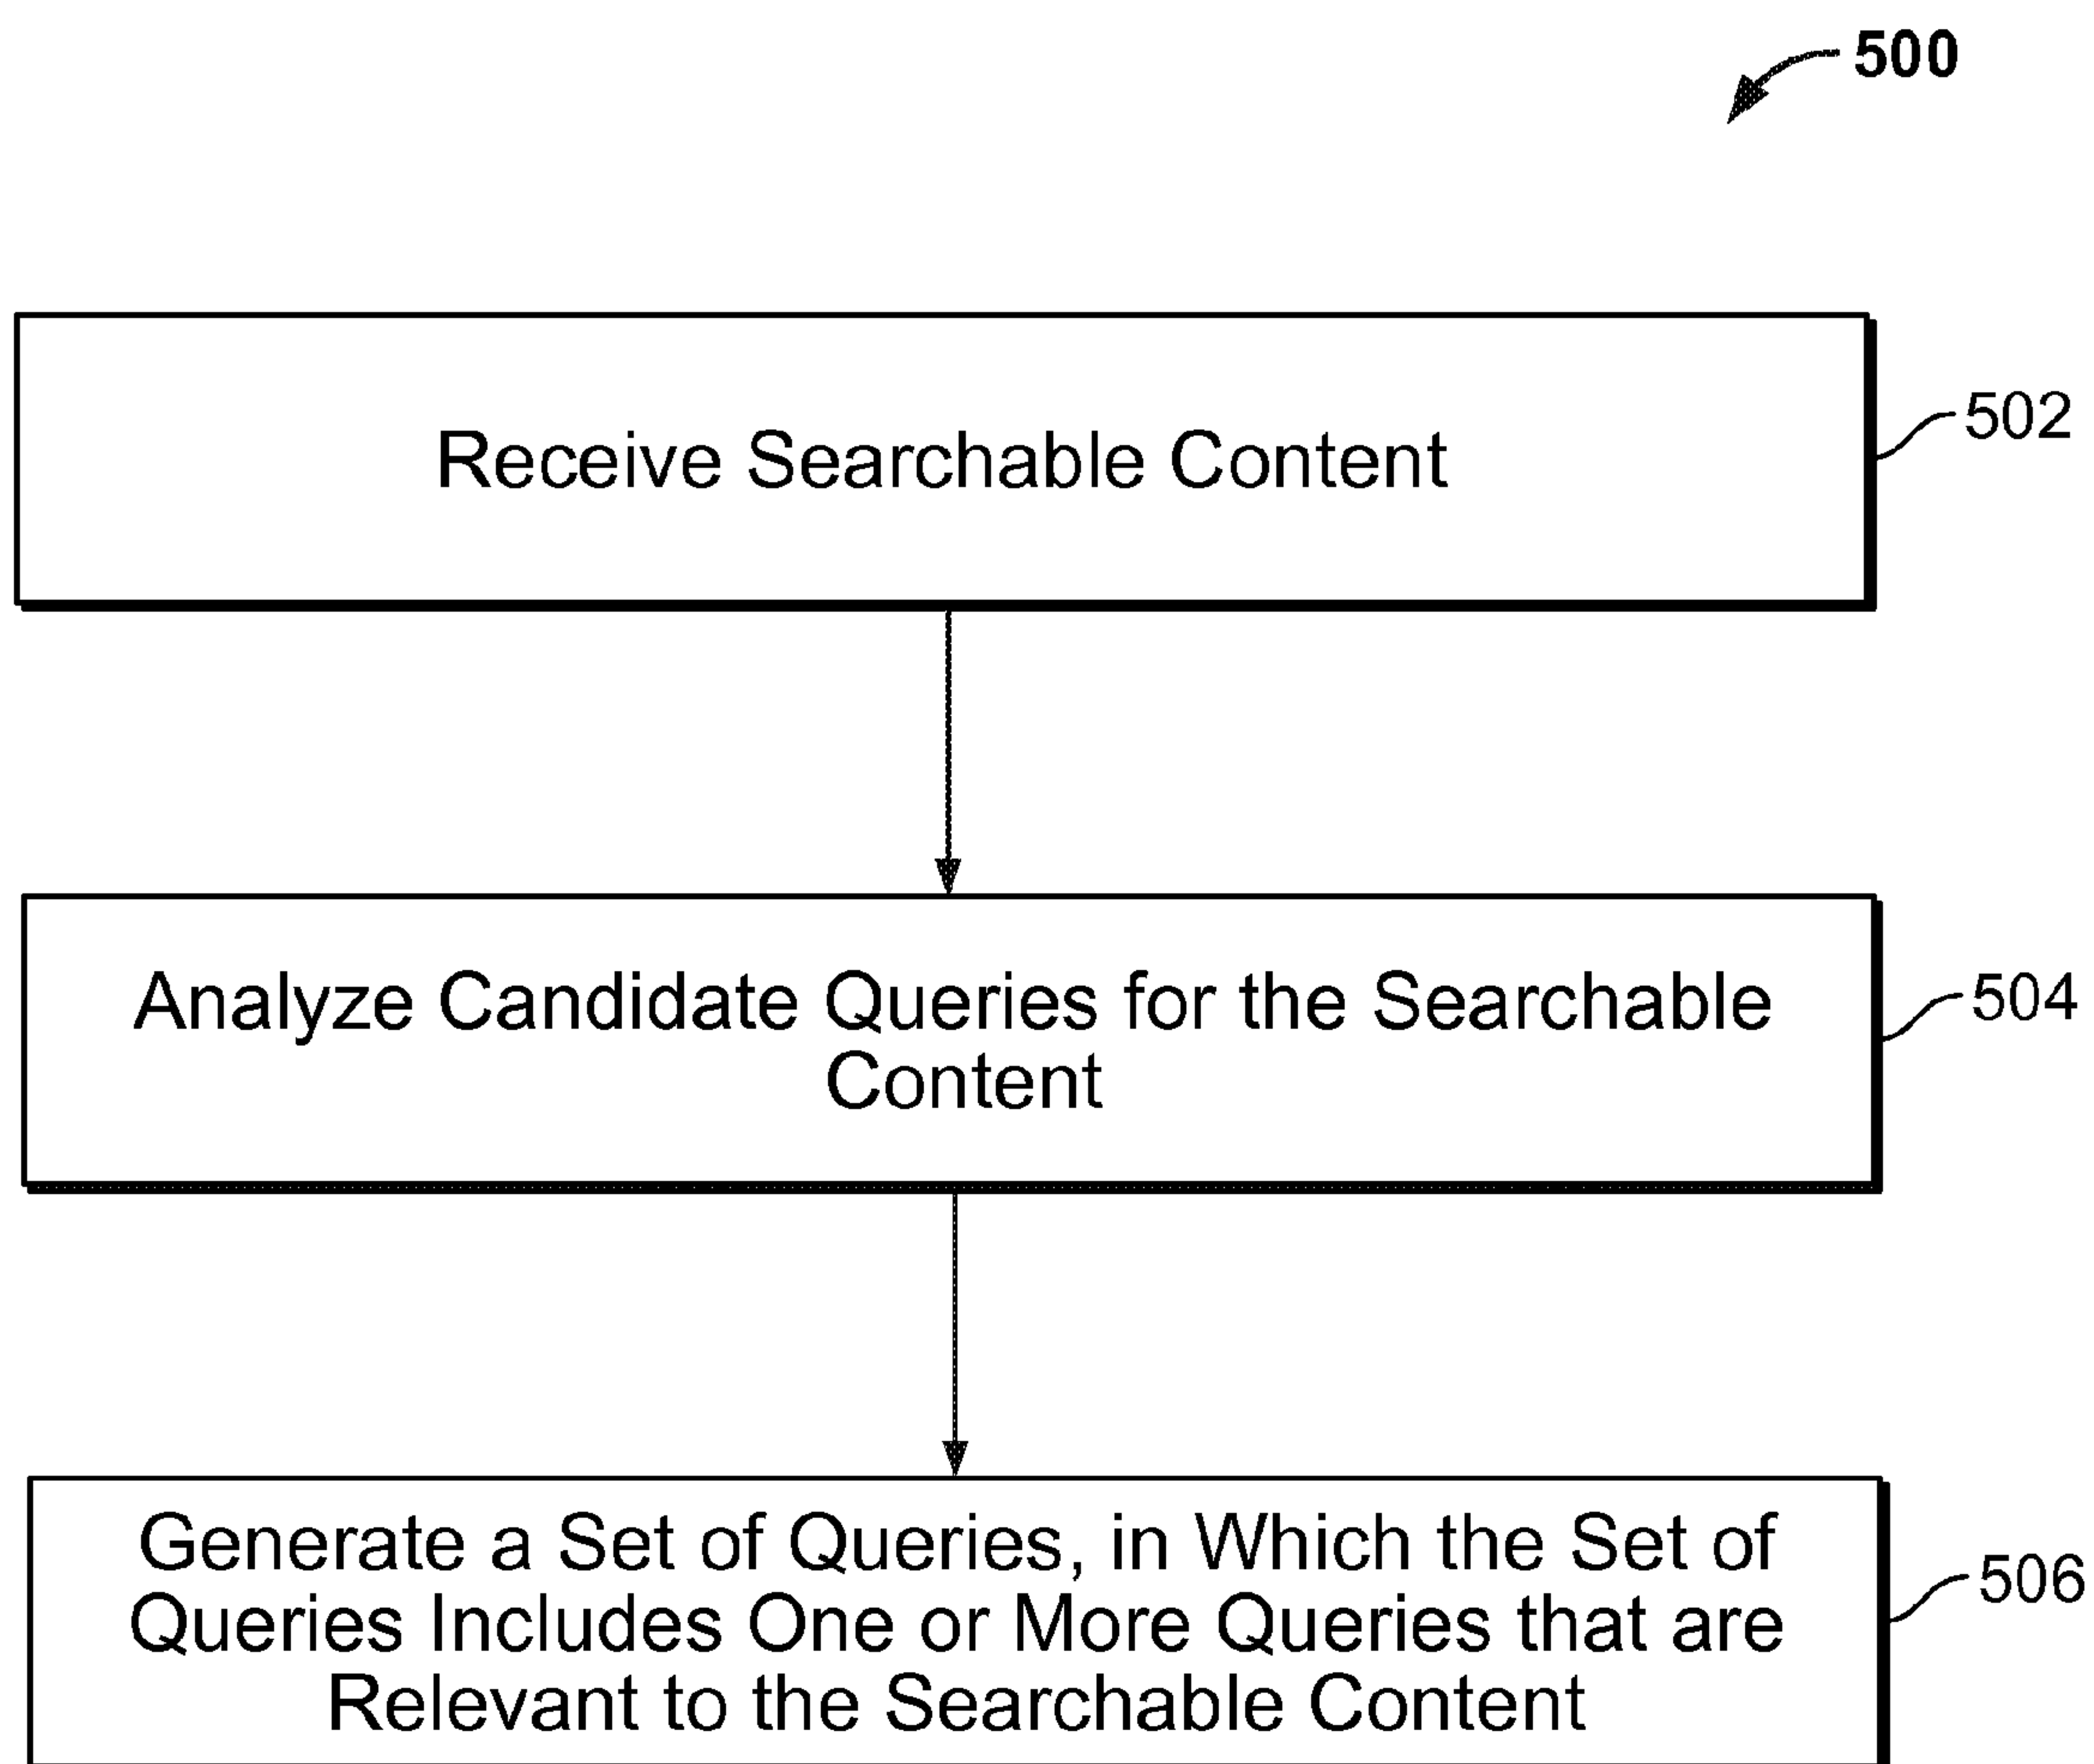 500
Receive Searchable Content
502
Analyze Candidate Queries for the Searchable
Content
504
Generate a Set of Queries, in Which the Set of
Queries Includes One or More Queries that are
Relevant to the Searchable Content
506